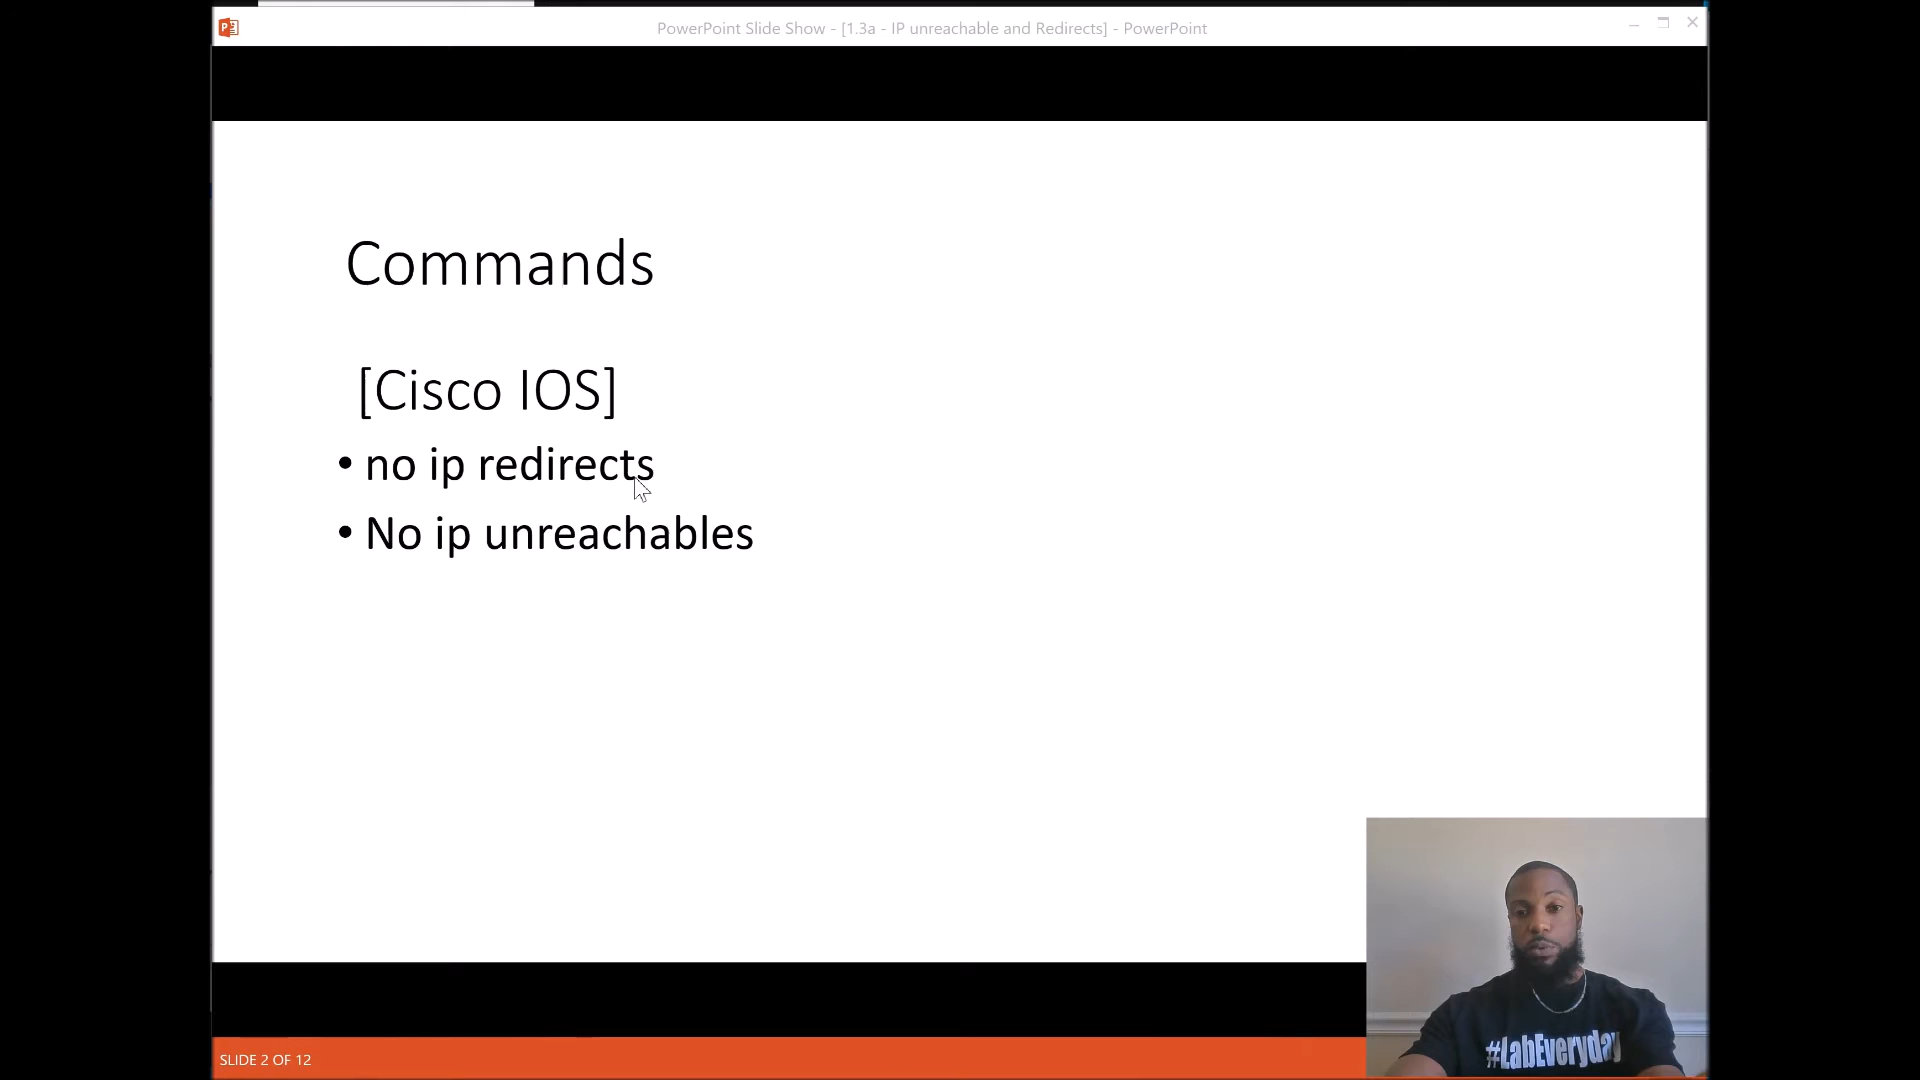 PowerPoint Slide Show - [1.3a - IP unreachable and Redirects] - PowerPoint
Commands
[Cisco IOS]
• no ip redirects
• No ip unreachables
#LabEveryday
SLIDE 2 OF 12